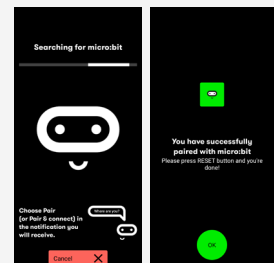 Searching for micro:bit
Choose Pair
(or Pair & connect) in
the notification you
will receive.
Where are you?
Cancel
You have successfully
paired with micro:bit
Please press RESET button and you're
done!
OK